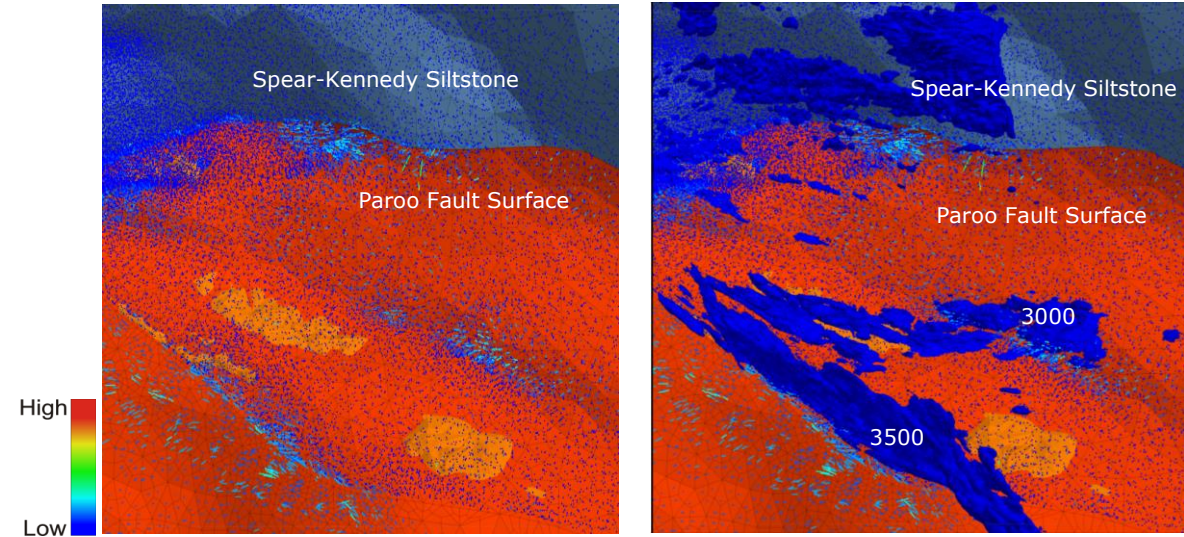 Spear-Kennedy Siltstone
Paroo Fault Surface
High
Low
Spear-Kennedy Siltstone
Paroo Fault Surface
3000
3500